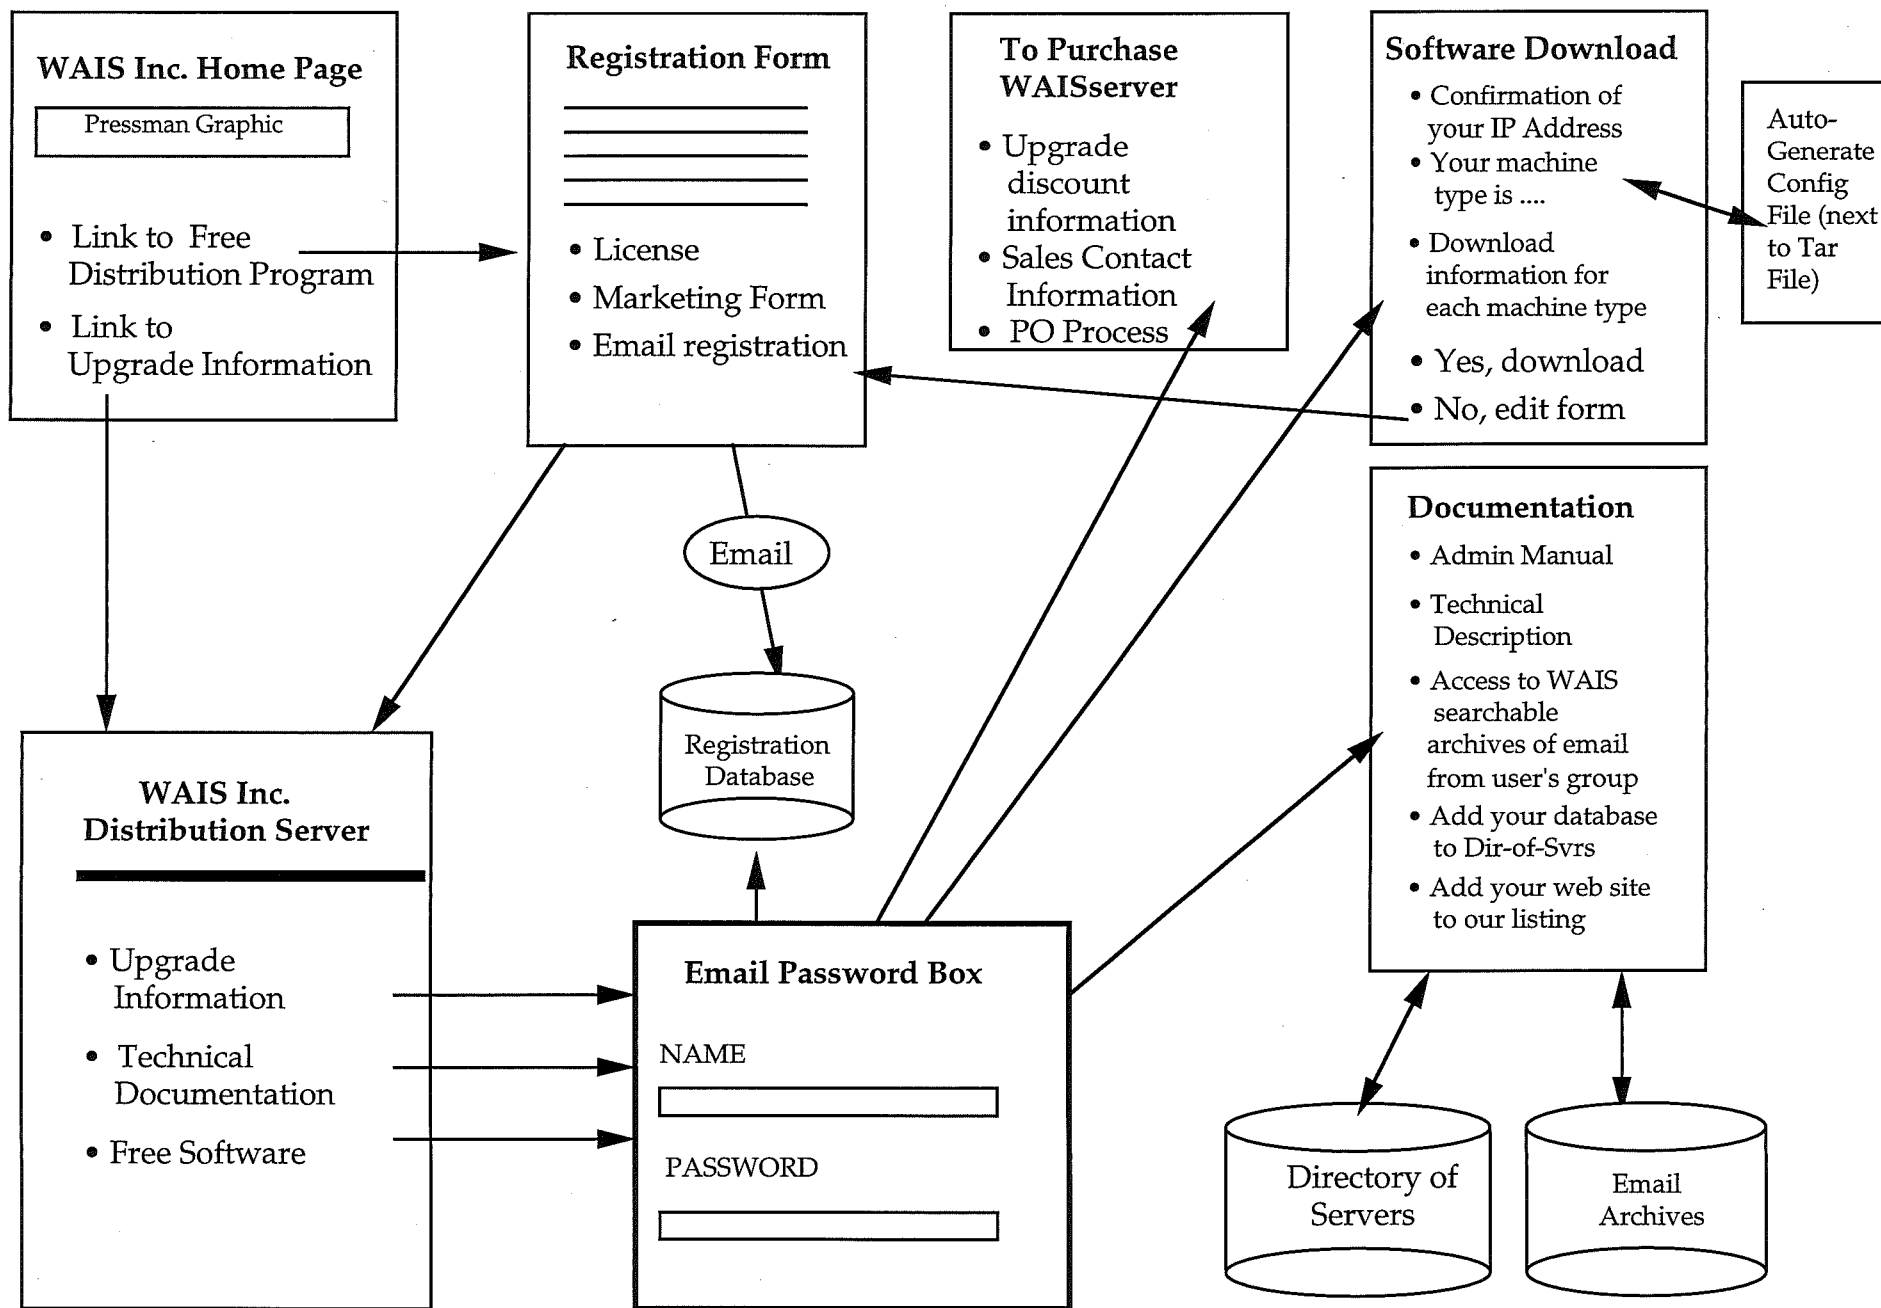 WAIS Inc. Home Page
Pressman Graphic
• Link to Free
Distribution Program
• Link to
Upgrade Information
Registration Form
• License
• Marketing Form
• Email registration
To Purchase
WAISserver
• Upgrade
discount
information
• Sales Contact
Information
• PO Process
Software Download
• Confirmation of
your IP Address
• Your machine
type is ....
• Download
information for
each machine type
• Yes, download
• No, edit form
Auto-
Generate
Config
File (next
to Tar
File)
Email
Registration
Database
Documentation
• Admin Manual
• Technical
Description
• Access to WAIS
searchable
archives of email
from user's group
• Add your database
to Dir-of-Svrs
• Add your web site
to our listing
WAIS Inc.
Distribution Server
• Upgrade
Information
• Technical
Documentation
• Free Software
Email Password Box
NAME
PASSWORD
Directory of
Servers
Email
Archives